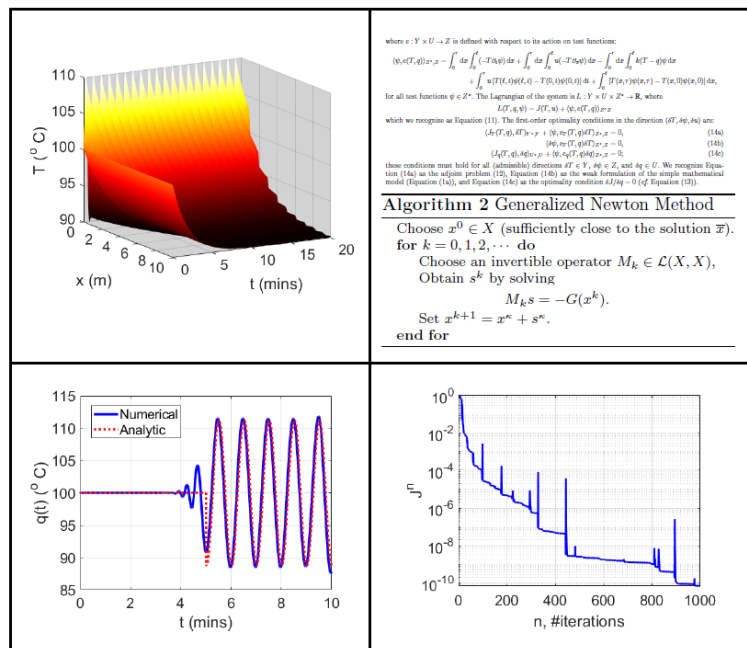 110
105
100
95
90
T (° C)
0
2
4
6
8
10
x (m)
0
5
10
15
20
t (mins)
where e : Y × U → Z is defined with respect to its action on test functions:
for all test functions ψ ∈ Z*. The Lagrangian of the system is L : Y × U × Z* → ℝ, where
L(T, q, ψ) = J(T, u) + ⟨ψ, e(T, q)⟩Z*,Z
which we recognise as Equation (11). The first-order optimality conditions in the direction (δT, δψ, δu) are:
(14a)
(14b)
(14c)
these conditions must hold for all (admissible) directions δT ∈ Y, δψ ∈ Z, and δq ∈ U. We recognise Equation
(14a) as the adjoint problem (12), Equation (14b) as the weak formulation of the simple mathematical
model (Equation (1a)), and Equation (14c) as the optimality condition δJ/δq = 0 (cf. Equation (13)).
Algorithm 2 Generalized Newton Method
Choose x⁰ ∈ X (sufficiently close to the solution x̄).
for k = 0, 1, 2, ⋯ do
Choose an invertible operator Mₖ ∈ 𝓛(X, X),
Obtain sᵏ by solving
Mₖs = −G(xᵏ).
Set xᵏ⁺¹ = x^κ + s^κ.
end for
115
110
105
100
95
90
85
q(t) (° C)
Numerical
Analytic
0
2
4
6
8
10
t (mins)
10⁰
10⁻²
10⁻⁴
10⁻⁶
10⁻⁸
10⁻¹⁰
Jⁿ
0
200
400
600
800
1000
n, #iterations